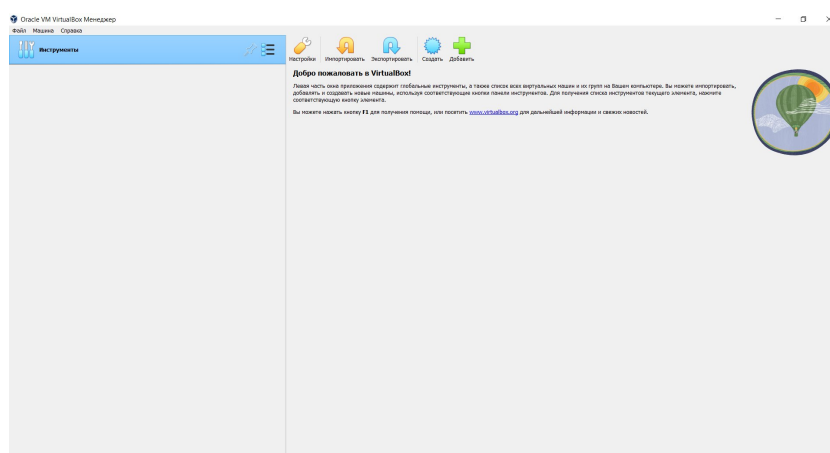 Oracle VM VirtualBox Менеджер
Файл Машина Справка
Инструменты
Настройки Импортировать Экспортировать Создать Добавить
Добро пожаловать в VirtualBox!
Левая часть окна приложения содержит глобальные инструменты, а также список всех виртуальных машин и их групп на Вашем компьютере. Вы можете импортировать,
добавлять и создавать новые машины, используя соответствующие кнопки панели инструментов. Для получения списка инструментов текущего элемента, нажмите
соответствующую кнопку элемента.
Вы можете нажать кнопку F1 для получения помощи, или посетить www.virtualbox.org для дальнейшей информации и свежих новостей.